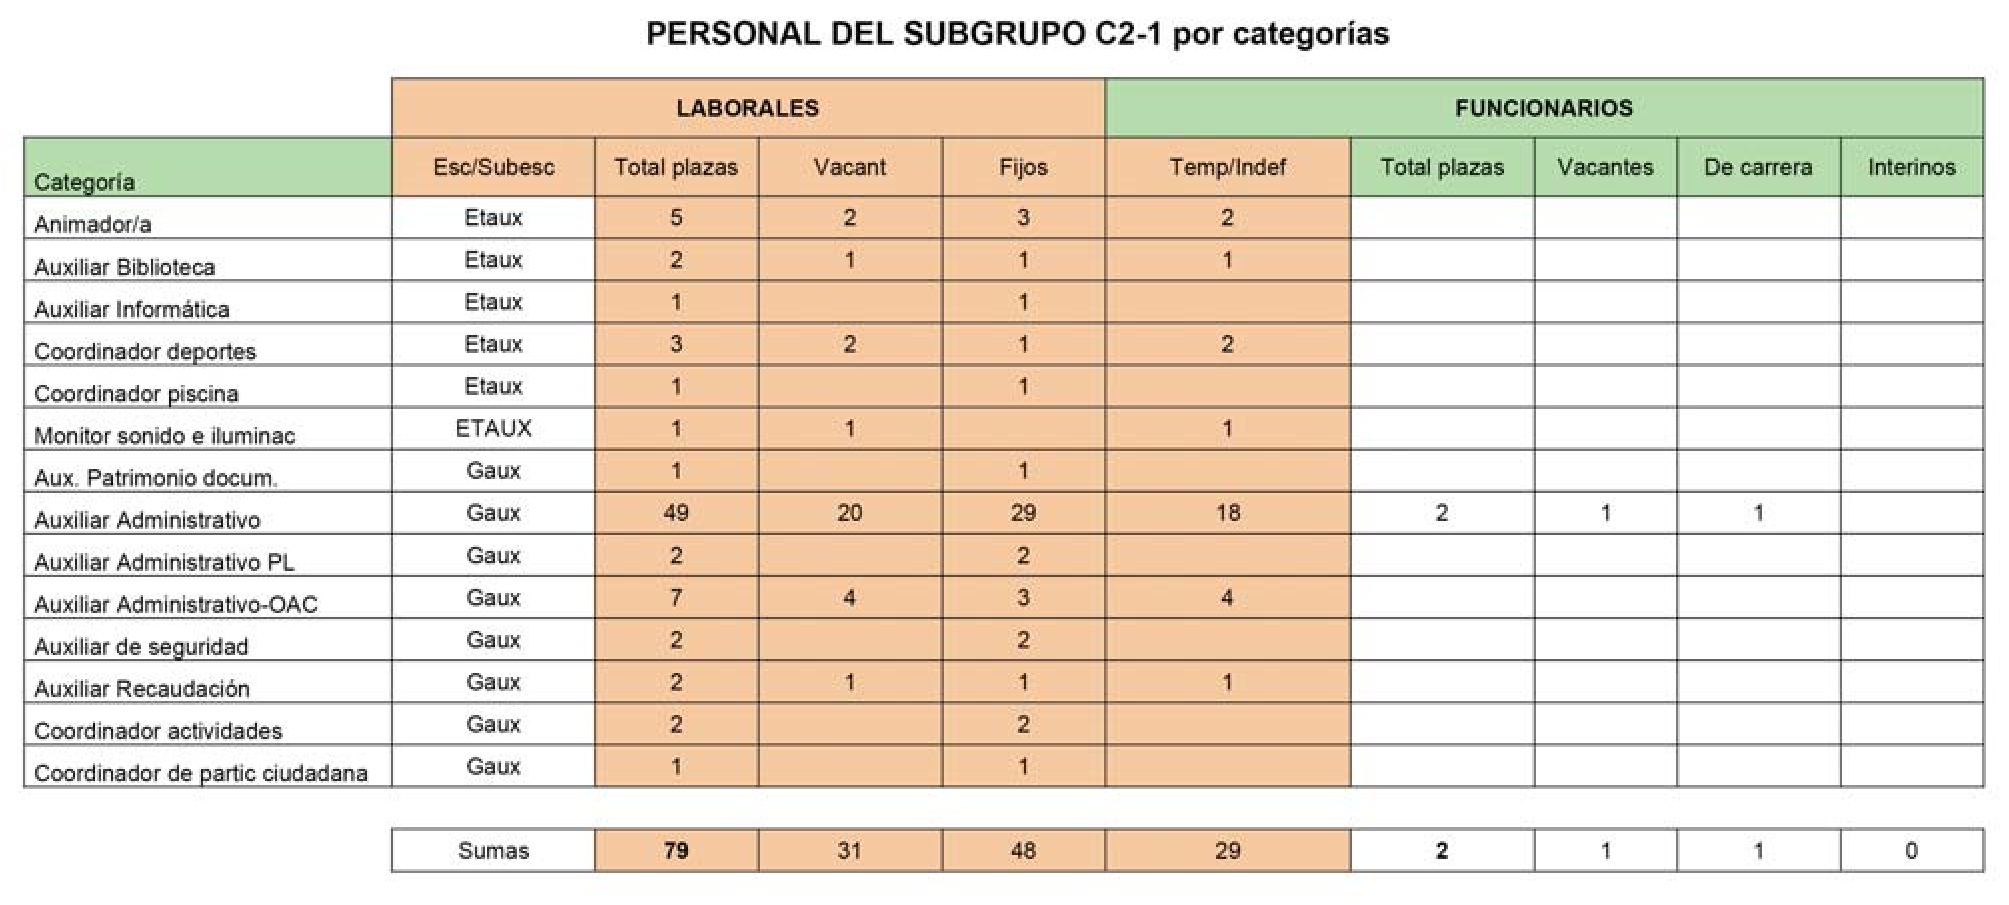 PERSONAL DEL SUBGRUPO C2-1 por categorías
LABORALES FUNCIONARIOS
Categoría Esc/Subesc Total plazas Vacant Fijos Temp/Indef Total plazas Vacantes De carrera Interinos
Animador/a Etaux 5 2 3 2
Auxiliar Biblioteca Etaux 2 1 1 1
Auxiliar Informática Etaux 1 1
Coordinador deportes Etaux 3 2 1 2
Coordinador piscina Etaux 1 1
Monitor sonido e iluminac ETAUX 1 1 1
Aux. Patrimonio docum. Gaux 1 1
Auxiliar Administrativo Gaux 49 20 29 18 2 1 1
Auxiliar Administrativo PL Gaux 2 2
Auxiliar Administrativo-OAC Gaux 7 4 3 4
Auxiliar de seguridad Gaux 2 2
Auxiliar Recaudación Gaux 2 1 1 1
Coordinador actividades Gaux 2 2
Coordinador de partic ciudadana Gaux 1 1
Sumas 79 31 48 29 2 1 1 0